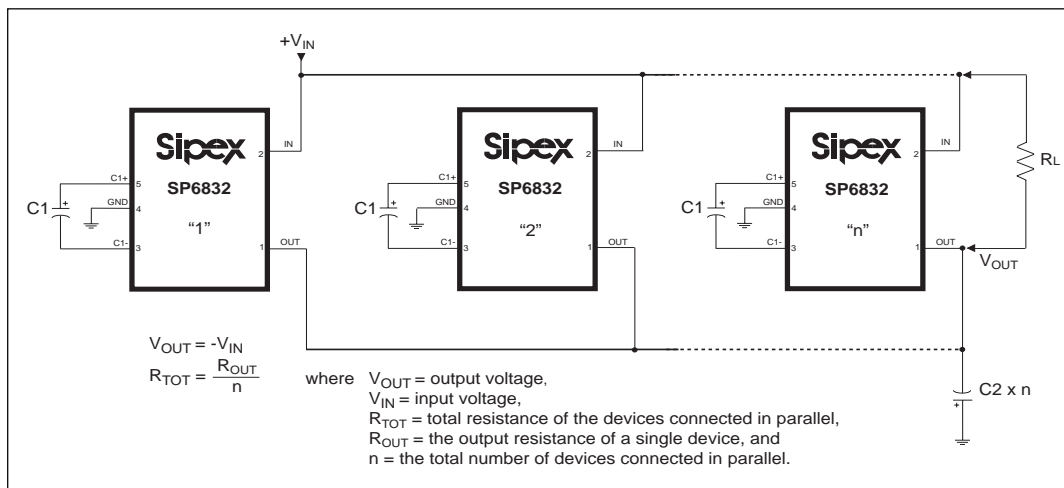 +VIN
Sipex
SP6832
"1"
C1
C1+
5
GND
4
C1-
3
2
IN
1
OUT
Sipex
SP6832
"2"
C1
C1+
5
GND
4
C1-
3
2
IN
1
OUT
Sipex
SP6832
"n"
C1
C1+
5
GND
4
C1-
3
2
IN
1
OUT
RL
VOUT
C2 x n
+
VOUT = -VIN
RTOT = ROUT
n
where VOUT = output voltage,
VIN = input voltage,
RTOT = total resistance of the devices connected in parallel,
ROUT = the output resistance of a single device, and
n = the total number of devices connected in parallel.